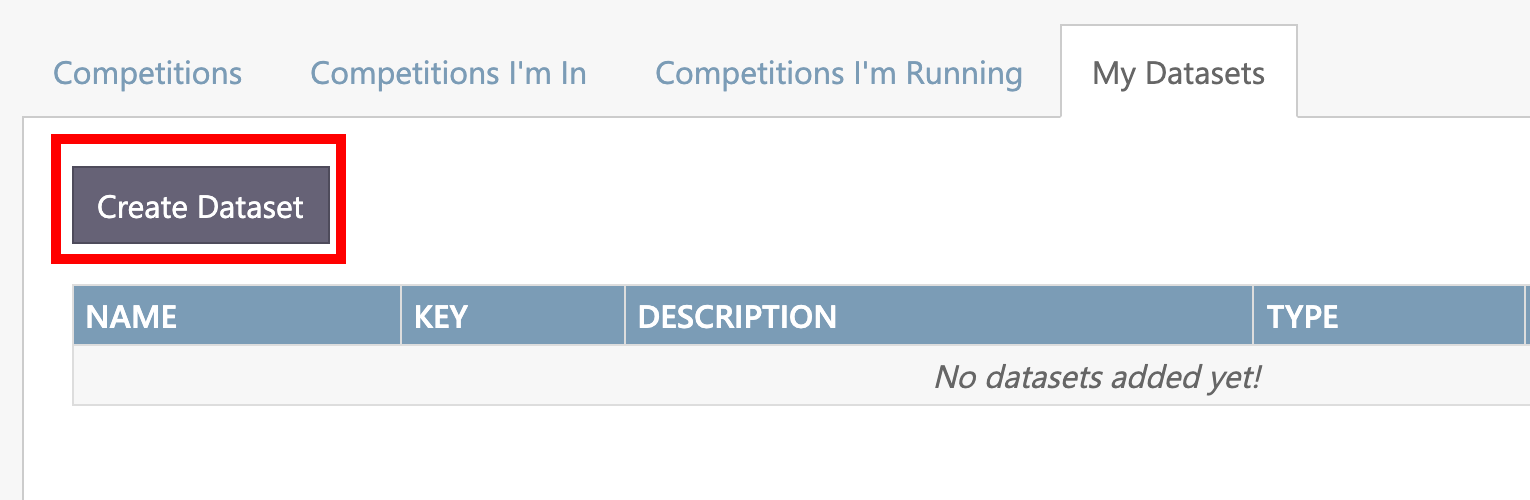 Competitions Competitions I'm In Competitions I'm Running My Datasets
Create Dataset
NAME KEY DESCRIPTION TYPE
No datasets added yet!